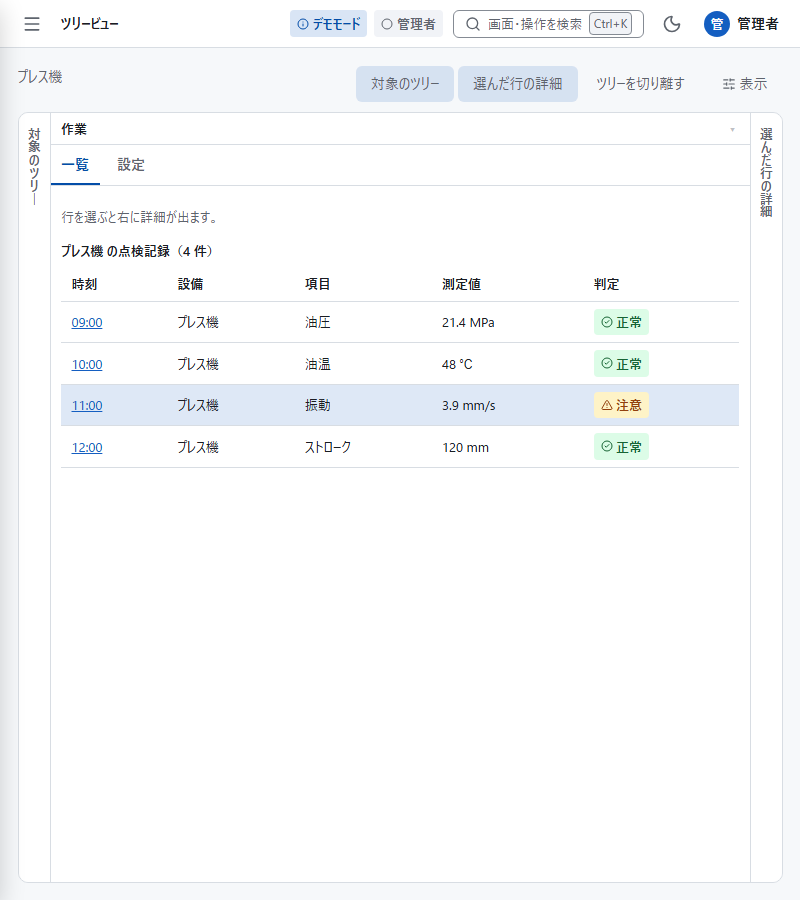 ツリービュー デモモード 管理者 画面・操作を検索 Ctrl+K 管 管理者
プレス機 対象のツリー 選んだ行の詳細 ツリーを切り離す 表示
対象のツリー
作業
一覧 設定
行を選ぶと右に詳細が出ます。
プレス機 の点検記録（4 件）
時刻 設備 項目 測定値 判定
09:00 プレス機 油圧 21.4 MPa 正常
10:00 プレス機 油温 48 °C 正常
11:00 プレス機 振動 3.9 mm/s 注意
12:00 プレス機 ストローク 120 mm 正常
選んだ行の詳細